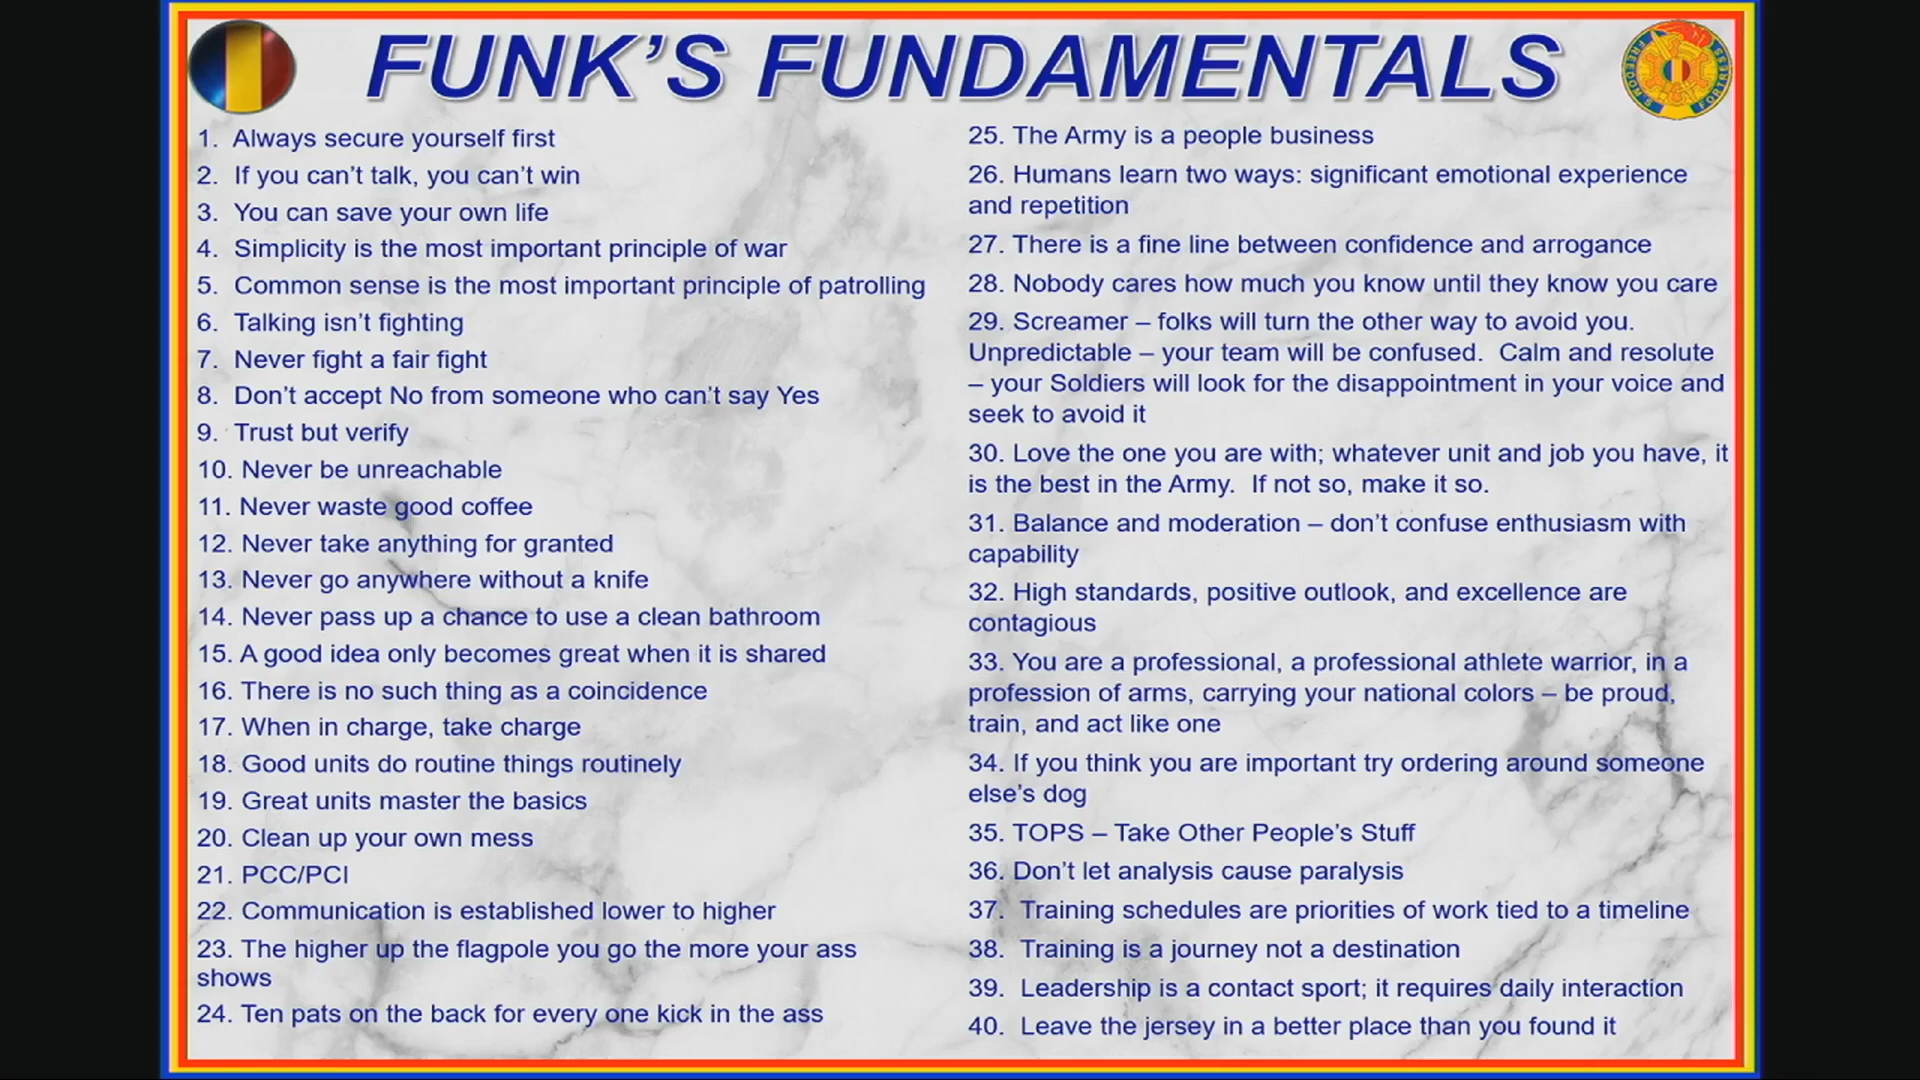 FUNK'S FUNDAMENTALS
FREEDOM'S FORTRESS
1. Always secure yourself first
2. If you can't talk, you can't win
3. You can save your own life
4. Simplicity is the most important principle of war
5. Common sense is the most important principle of patrolling
6. Talking isn't fighting
7. Never fight a fair fight
8. Don't accept No from someone who can't say Yes
9. Trust but verify
10. Never be unreachable
11. Never waste good coffee
12. Never take anything for granted
13. Never go anywhere without a knife
14. Never pass up a chance to use a clean bathroom
15. A good idea only becomes great when it is shared
16. There is no such thing as a coincidence
17. When in charge, take charge
18. Good units do routine things routinely
19. Great units master the basics
20. Clean up your own mess
21. PCC/PCI
22. Communication is established lower to higher
23. The higher up the flagpole you go the more your ass
shows
24. Ten pats on the back for every one kick in the ass
25. The Army is a people business
26. Humans learn two ways: significant emotional experience
and repetition
27. There is a fine line between confidence and arrogance
28. Nobody cares how much you know until they know you care
29. Screamer – folks will turn the other way to avoid you.
Unpredictable – your team will be confused.  Calm and resolute
– your Soldiers will look for the disappointment in your voice and
seek to avoid it
30. Love the one you are with; whatever unit and job you have, it
is the best in the Army.  If not so, make it so.
31. Balance and moderation – don't confuse enthusiasm with
capability
32. High standards, positive outlook, and excellence are
contagious
33. You are a professional, a professional athlete warrior, in a
profession of arms, carrying your national colors – be proud,
train, and act like one
34. If you think you are important try ordering around someone
else's dog
35. TOPS – Take Other People's Stuff
36. Don't let analysis cause paralysis
37. Training schedules are priorities of work tied to a timeline
38. Training is a journey not a destination
39. Leadership is a contact sport; it requires daily interaction
40. Leave the jersey in a better place than you found it